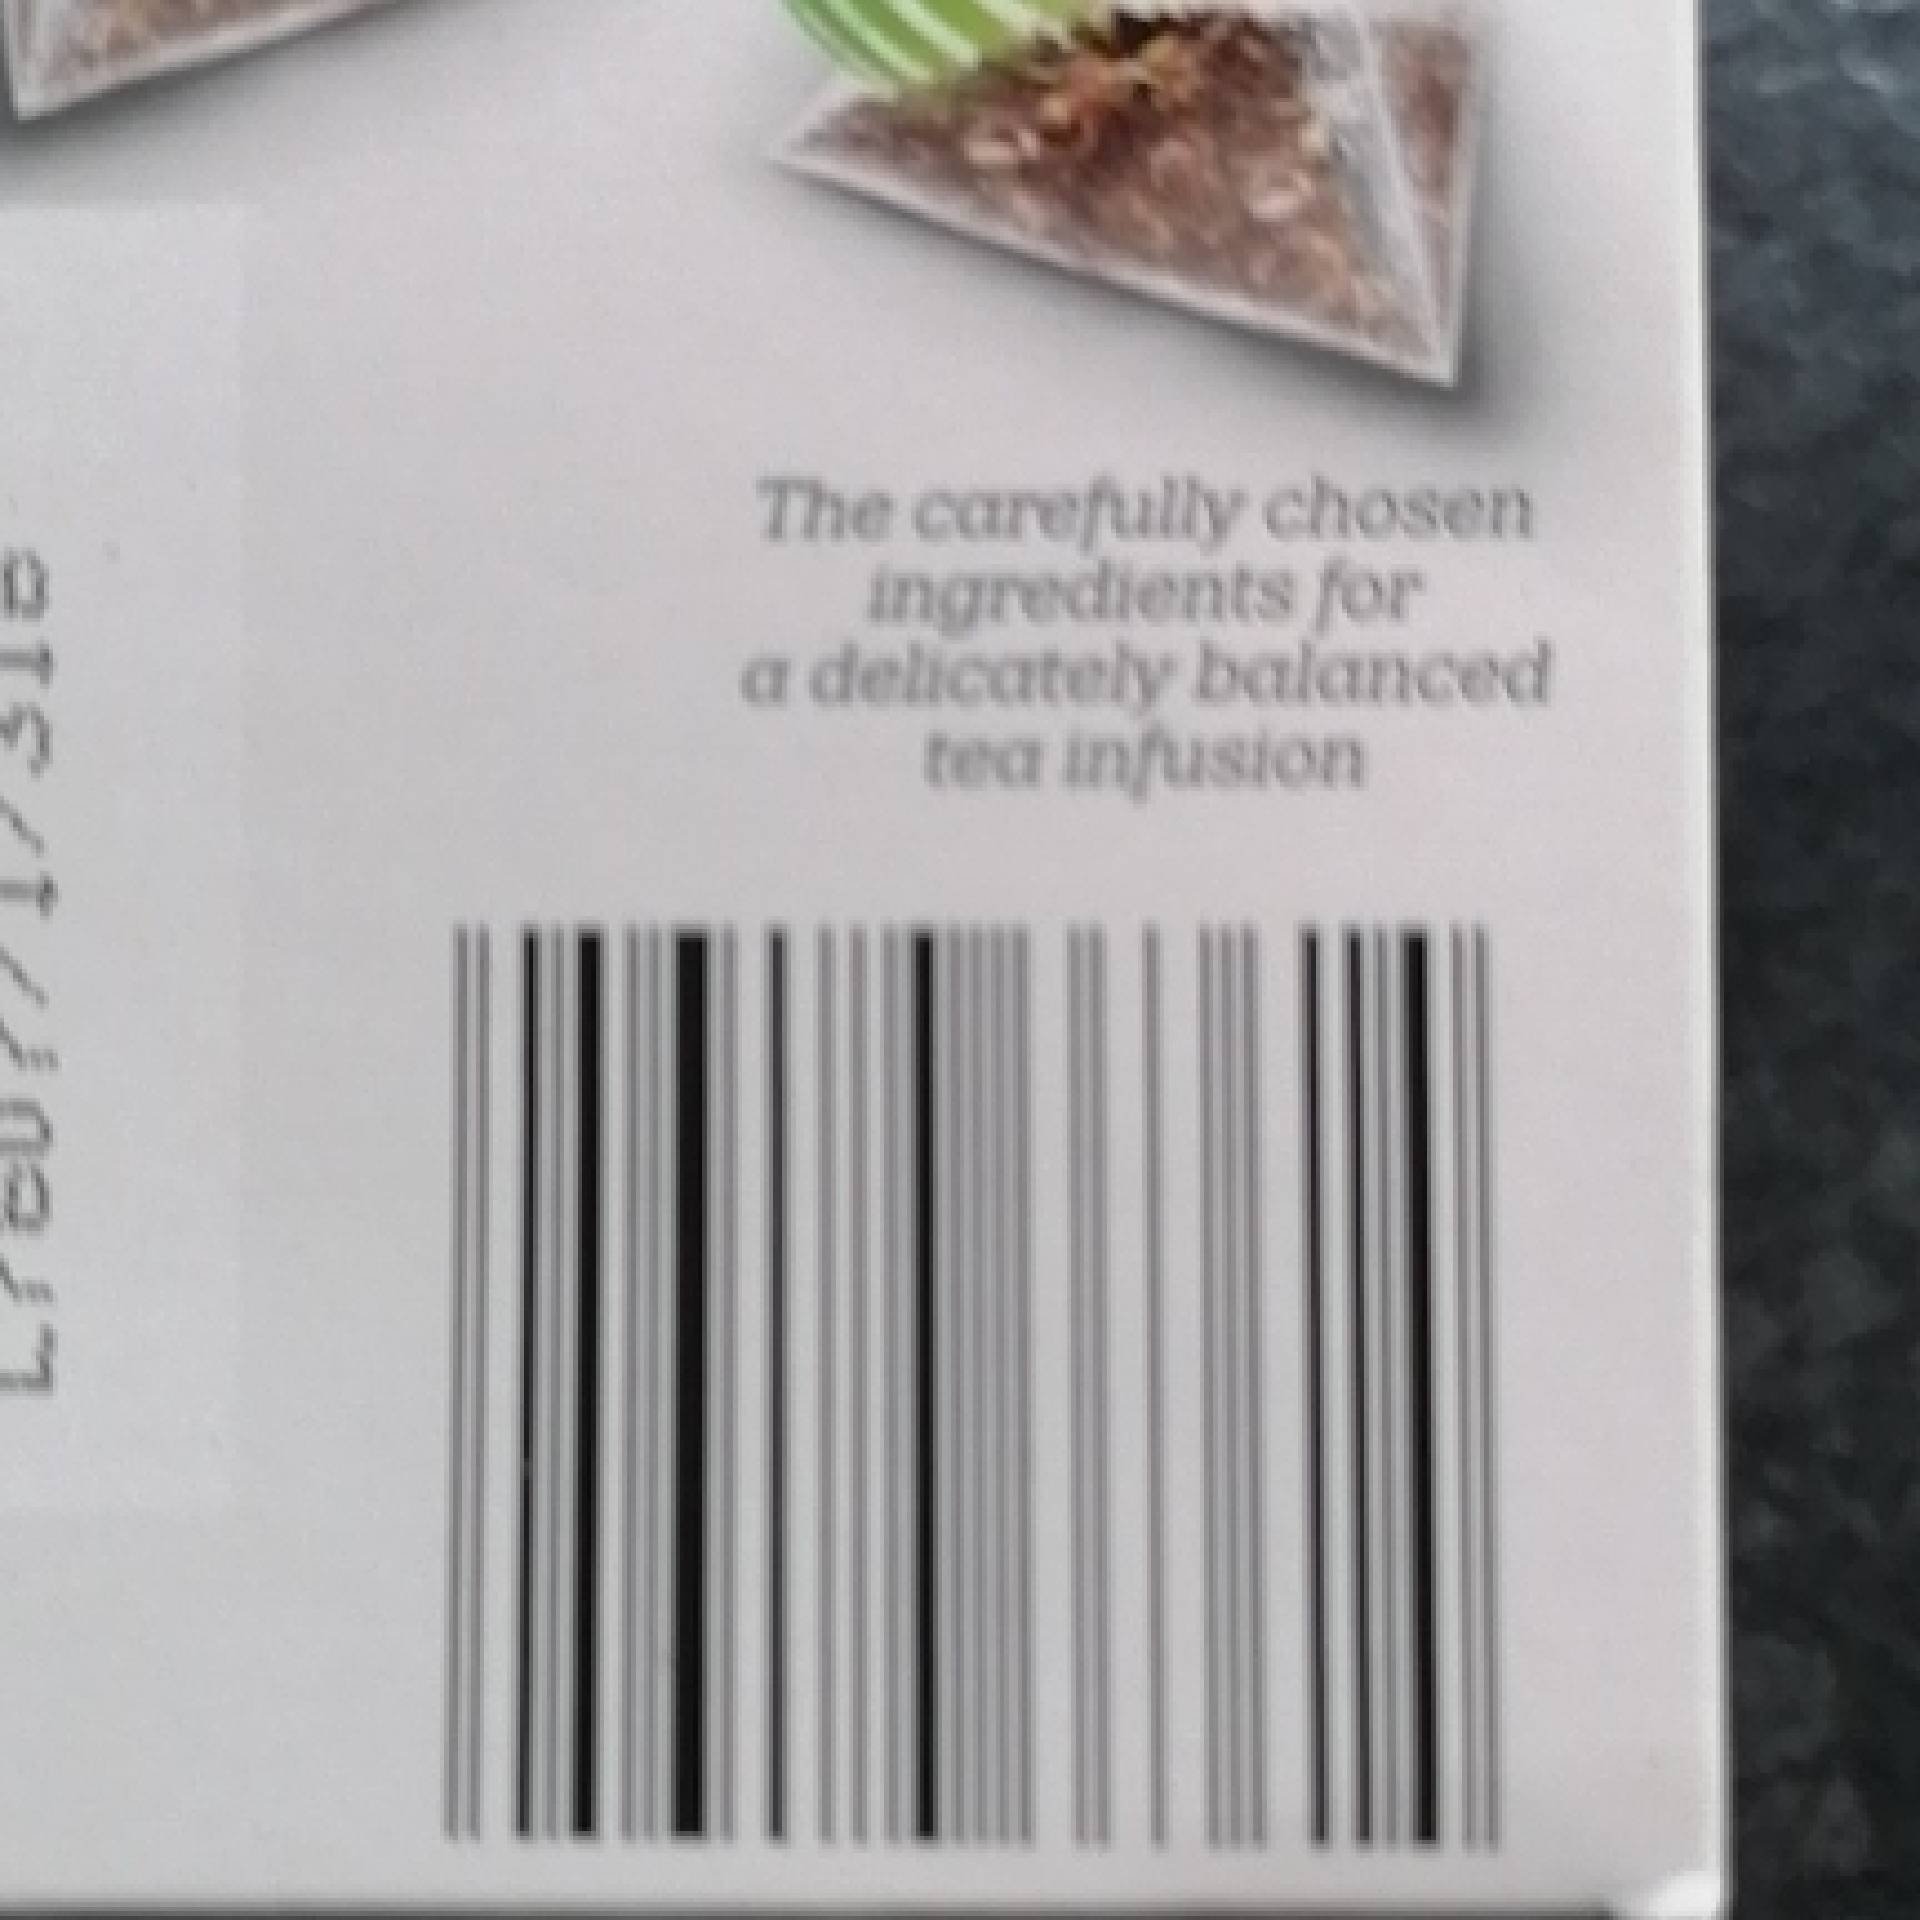 The carefully chosen
ingredients for
a delicately balanced
tea infusion